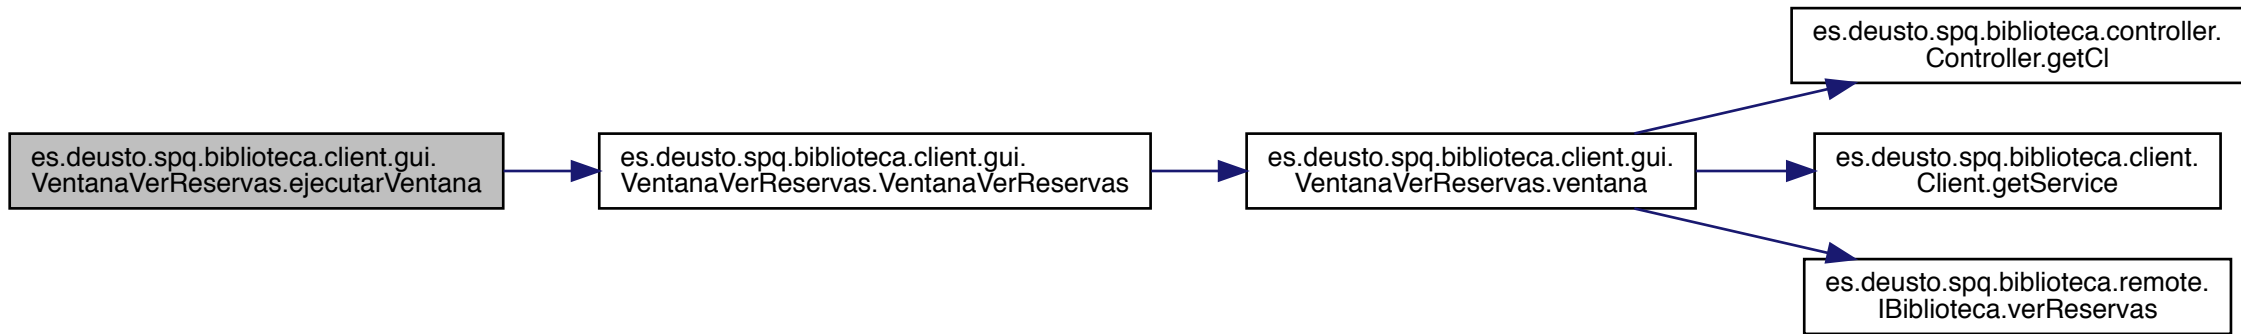 es.deusto.spq.biblioteca.client.gui.
VentanaVerReservas.ejecutarVentana
es.deusto.spq.biblioteca.client.gui.
VentanaVerReservas.VentanaVerReservas
es.deusto.spq.biblioteca.client.gui.
VentanaVerReservas.ventana
es.deusto.spq.biblioteca.controller.
Controller.getCl
es.deusto.spq.biblioteca.client.
Client.getService
es.deusto.spq.biblioteca.remote.
IBiblioteca.verReservas